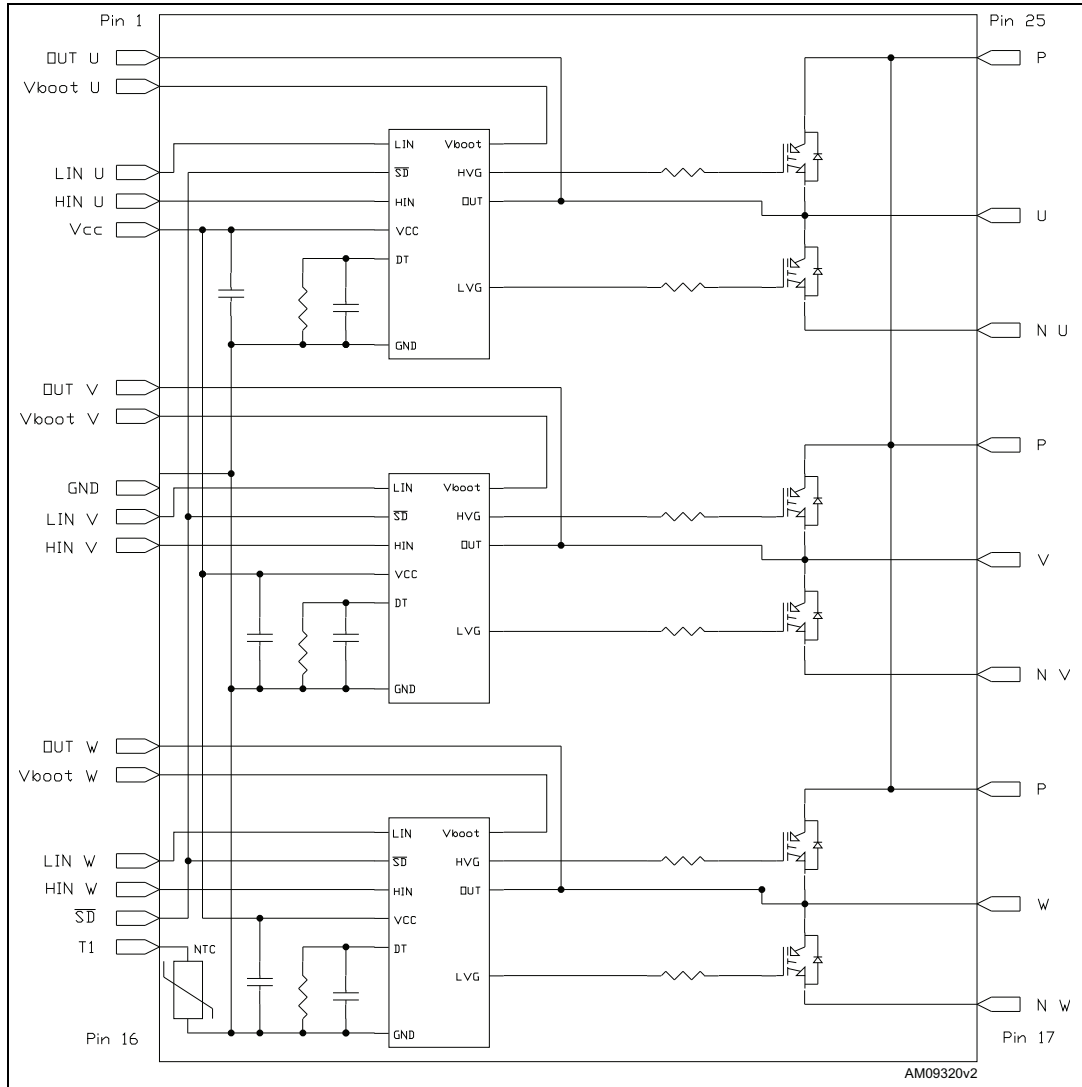 Pin 1
Pin 25
OUT U
P
Vboot U
LIN
Vboot
LIN U
SD
HVG
HIN U
HIN
OUT
U
Vcc
VCC
DT
LVG
N U
GND
OUT V
Vboot V
P
GND
LIN
Vboot
LIN V
SD
HVG
HIN V
HIN
OUT
V
VCC
DT
LVG
N V
GND
OUT W
Vboot W
P
LIN
Vboot
LIN W
SD
HVG
HIN W
HIN
OUT
W
SD
VCC
T1
NTC
DT
LVG
N W
GND
Pin 16
Pin 17
AM09320v2